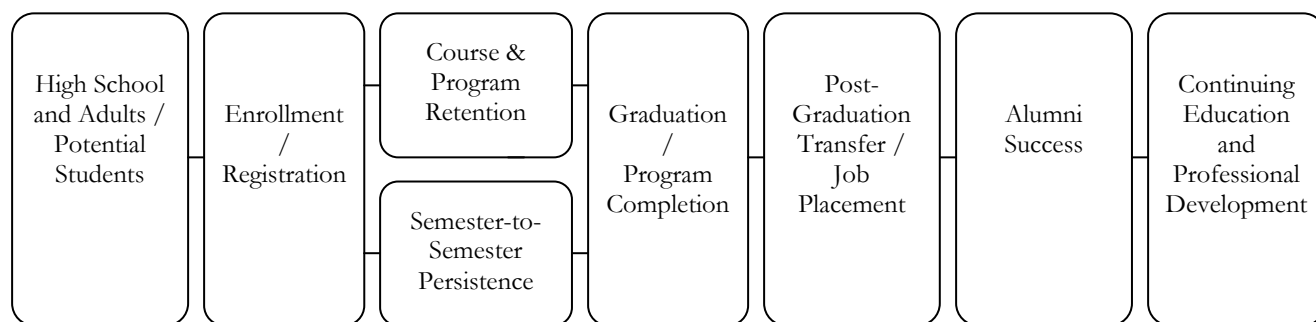 High School
and Adults /
Potential
Students
Enrollment
/
Registration
Course &
Program
Retention
Semester-to-
Semester
Persistence
Graduation
/
Program
Completion
Post-
Graduation
Transfer /
Job
Placement
Alumni
Success
Continuing
Education
and
Professional
Development